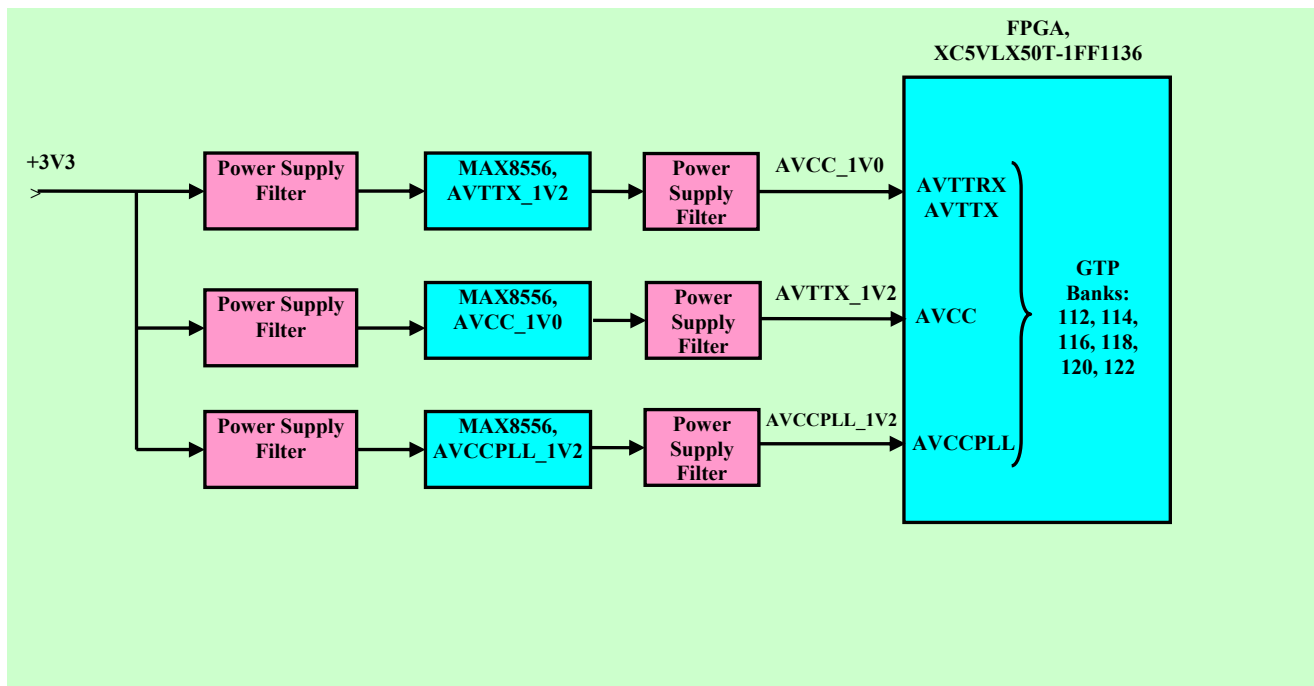 FPGA,
XC5VLX50T-1FF1136
+3V3
Power Supply
Filter
MAX8556,
AVTTX_1V2
Power
Supply
Filter
AVCC_1V0
AVTTRX
AVTTX
Power Supply
Filter
MAX8556,
AVCC_1V0
Power
Supply
Filter
AVTTX_1V2
AVCC
GTP
Banks:
112, 114,
116, 118,
120, 122
Power Supply
Filter
MAX8556,
AVCCPLL_1V2
Power
Supply
Filter
AVCCPLL_1V2
AVCCPLL